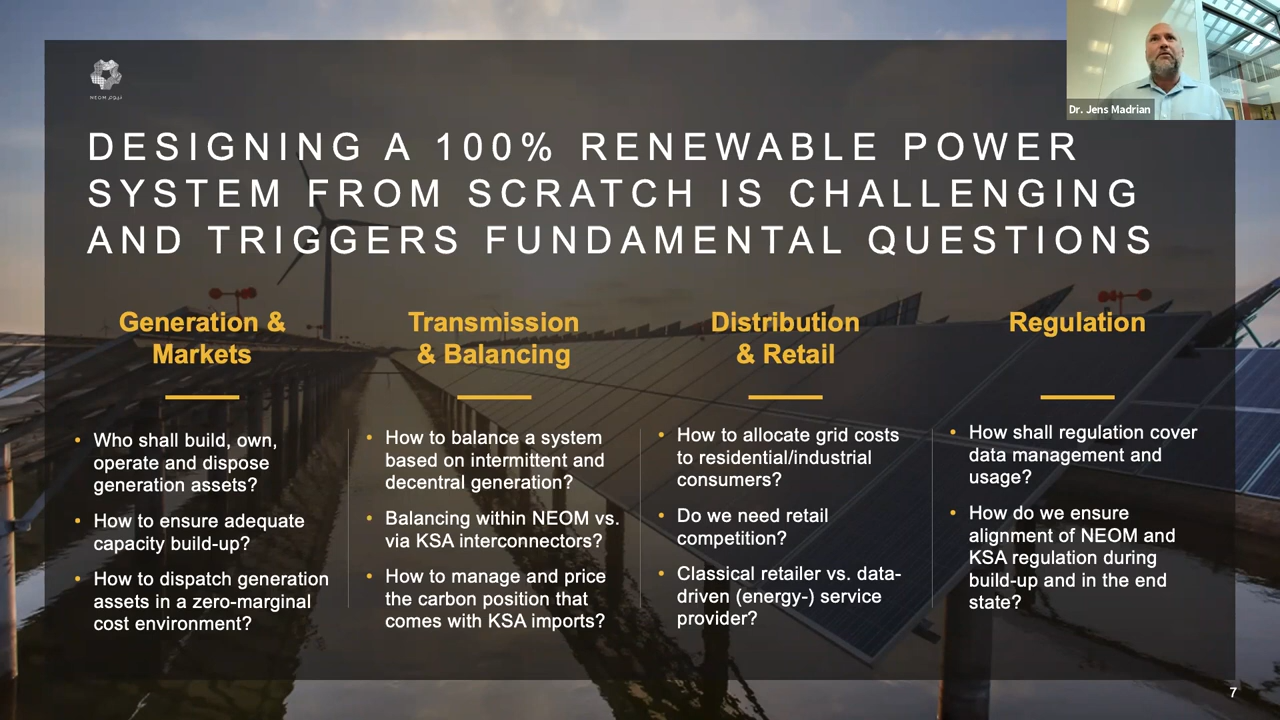 NEOM نيوم
Dr. Jens Madrian
DESIGNING A 100% RENEWABLE POWER
SYSTEM FROM SCRATCH IS CHALLENGING
AND TRIGGERS FUNDAMENTAL QUESTIONS
Generation &
Markets
• Who shall build, own,
operate and dispose
generation assets?
• How to ensure adequate
capacity build-up?
• How to dispatch generation
assets in a zero-marginal
cost environment?
Transmission
& Balancing
• How to balance a system
based on intermittent and
decentral generation?
• Balancing within NEOM vs.
via KSA interconnectors?
• How to manage and price
the carbon position that
comes with KSA imports?
Distribution
& Retail
• How to allocate grid costs
to residential/industrial
consumers?
• Do we need retail
competition?
• Classical retailer vs. data-
driven (energy-) service
provider?
Regulation
• How shall regulation cover
data management and
usage?
• How do we ensure
alignment of NEOM and
KSA regulation during
build-up and in the end
state?
7